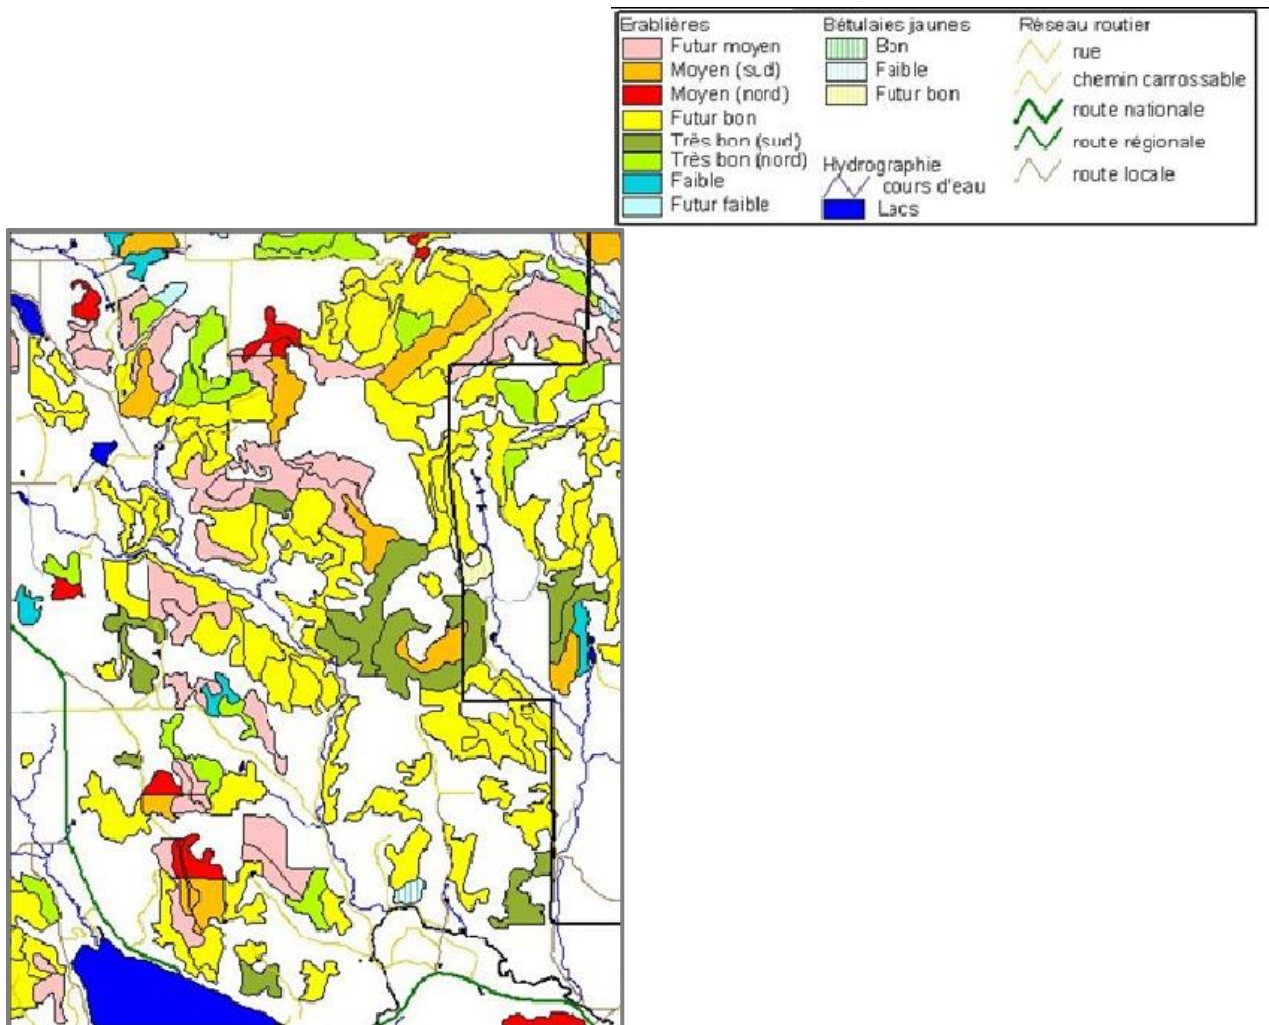 Erablières
Futur moyen
Moyen (sud)
Moyen (nord)
Futur bon
Très bon (sud)
Très bon (nord)
Faible
Futur faible
Bétulaies jaunes
Bon
Faible
Futur bon
Hydrographie
cours d'eau
Lacs
Réseau routier
rue
chemin carrossable
route nationale
route régionale
route locale